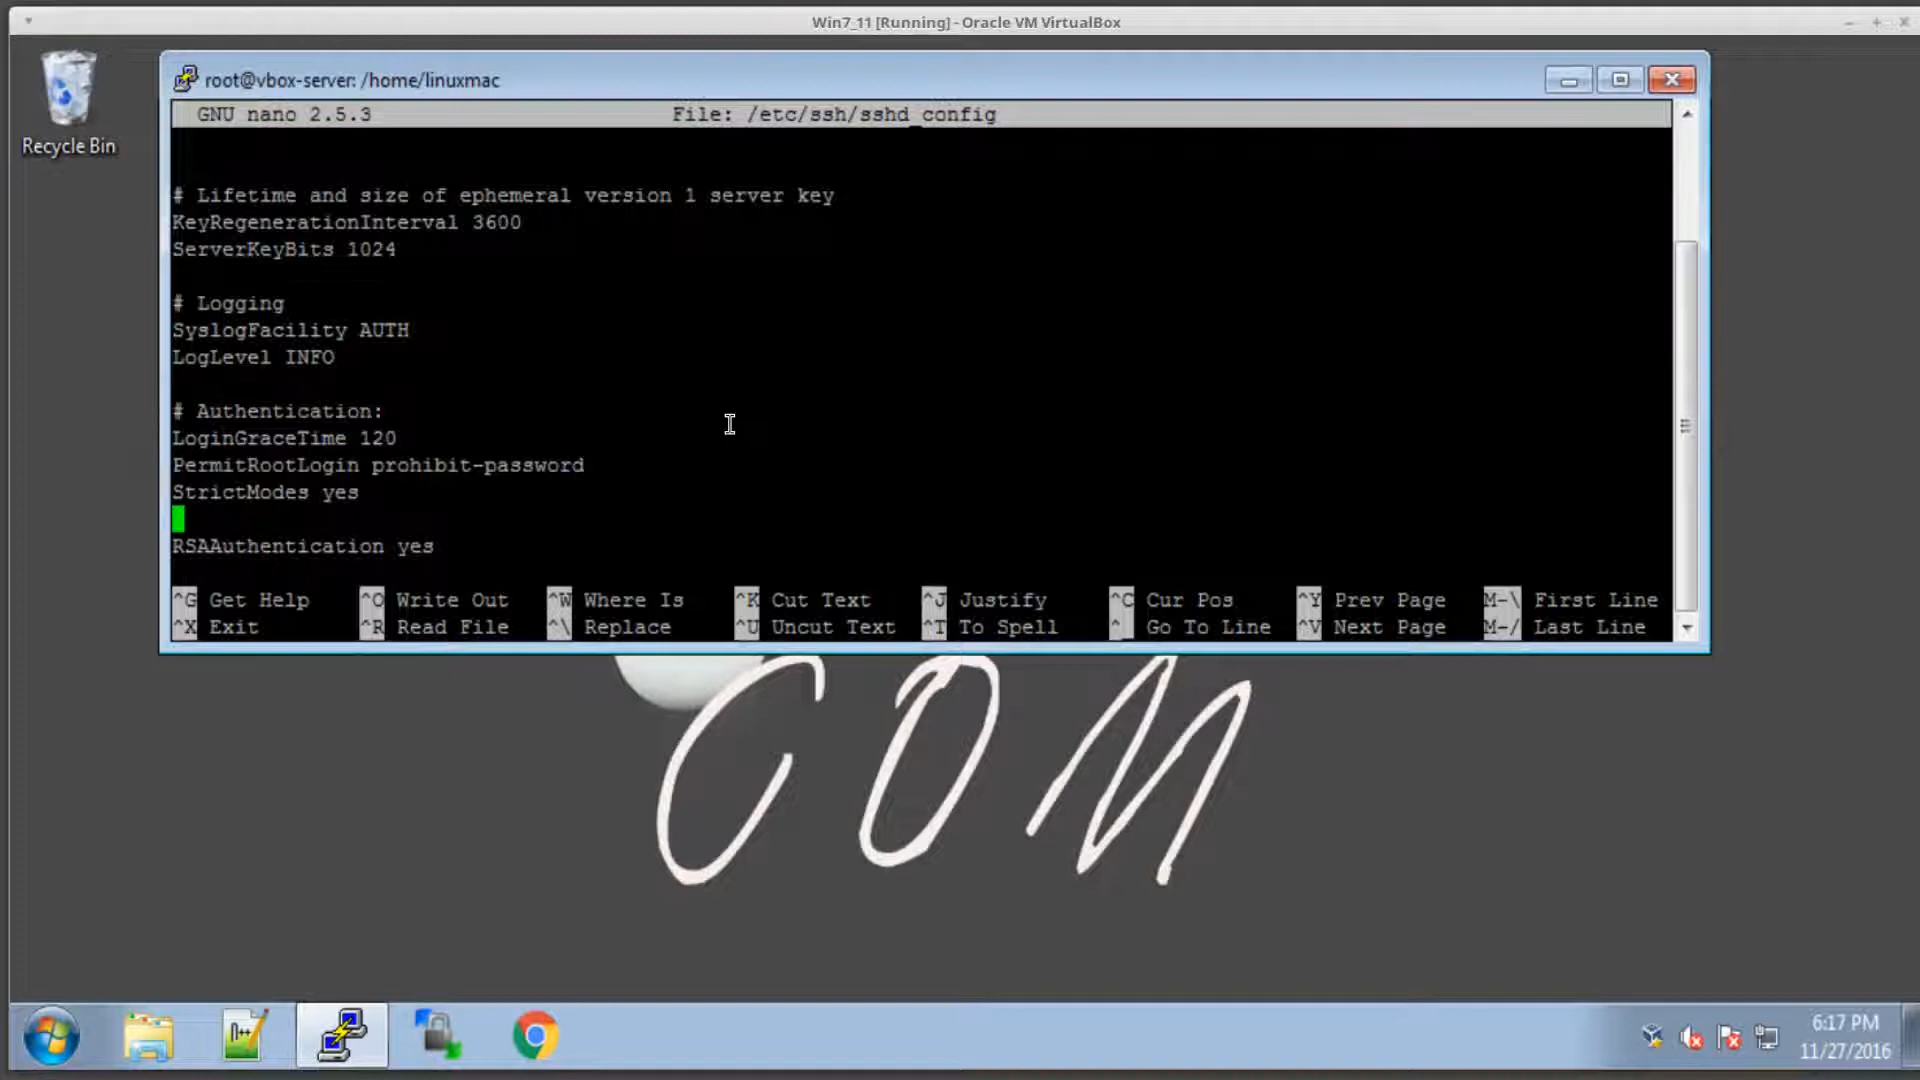 Win7_11 [Running] - Oracle VM VirtualBox
Recycle Bin
root@vbox-server: /home/linuxmac
GNU nano 2.5.3 File: /etc/ssh/sshd_config
# Lifetime and size of ephemeral version 1 server key
KeyRegenerationInterval 3600
ServerKeyBits 1024
# Logging
SyslogFacility AUTH
LogLevel INFO
# Authentication:
LoginGraceTime 120
PermitRootLogin prohibit-password
StrictModes yes
RSAAuthentication yes
^G Get Help ^O Write Out ^W Where Is ^K Cut Text ^J Justify ^C Cur Pos ^Y Prev Page M-\ First Line
^X Exit ^R Read File ^\ Replace ^U Uncut Text ^T To Spell ^_ Go To Line ^V Next Page M-/ Last Line
COM
6:17 PM
11/27/2016